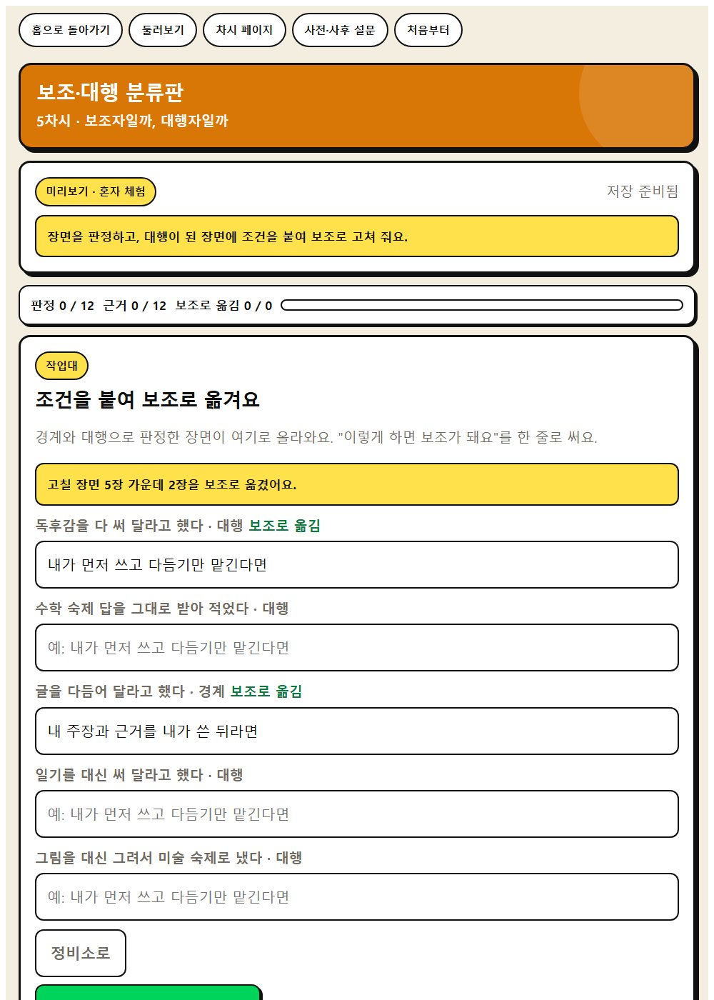 홈으로 돌아가기 둘러보기 차시 페이지 사전·사후 설문 처음부터
보조·대행 분류판
5차시 · 보조자일까, 대행자일까
미리보기 · 혼자 체험 저장 준비됨
장면을 판정하고, 대행이 된 장면에 조건을 붙여 보조로 고쳐 줘요.
판정 0 / 12 근거 0 / 12 보조로 옮김 0 / 0
작업대
조건을 붙여 보조로 옮겨요
경계와 대행으로 판정한 장면이 여기로 올라와요. "이렇게 하면 보조가 돼요"를 한 줄로 써요.
고칠 장면 5장 가운데 2장을 보조로 옮겼어요.
독후감을 다 써 달라고 했다 · 대행 보조로 옮김
내가 먼저 쓰고 다듬기만 맡긴다면
수학 숙제 답을 그대로 받아 적었다 · 대행
예: 내가 먼저 쓰고 다듬기만 맡긴다면
글을 다듬어 달라고 했다 · 경계 보조로 옮김
내 주장과 근거를 내가 쓴 뒤라면
일기를 대신 써 달라고 했다 · 대행
예: 내가 먼저 쓰고 다듬기만 맡긴다면
그림을 대신 그려서 미술 숙제로 냈다 · 대행
예: 내가 먼저 쓰고 다듬기만 맡긴다면
정비소로